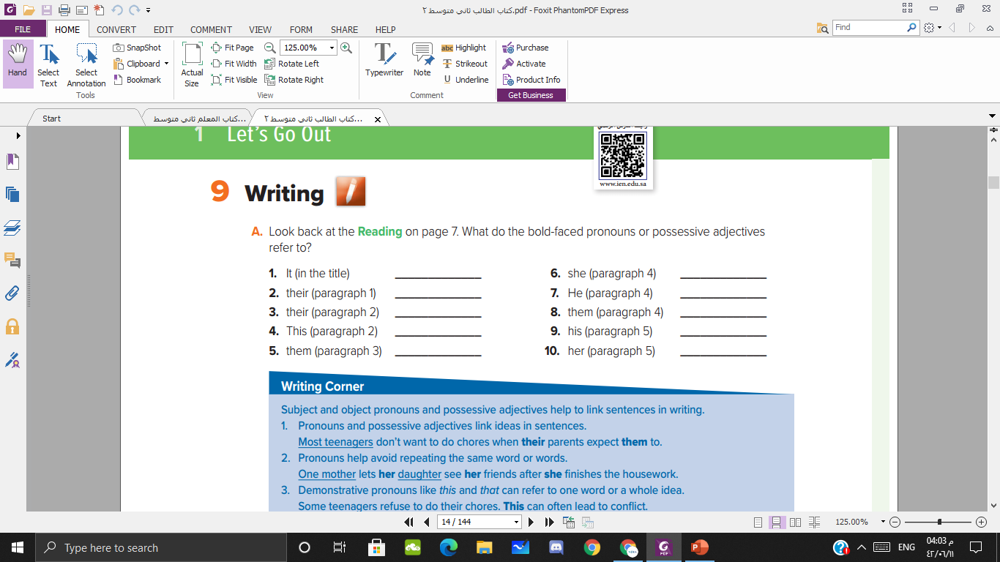 كتاب الطالب ثاني متوسط ٢.pdf - Foxit PhantomPDF Express
FILE HOME CONVERT EDIT COMMENT VIEW FORM SHARE HELP Find
Hand
Select Text
Select Annotation
SnapShot
Clipboard
Bookmark
Tools
Actual Size
Fit Page
Fit Width
Fit Visible
125.00%
Rotate Left
Rotate Right
View
Typewriter
Note
Highlight
Strikeout
Underline
Comment
Purchase
Activate
Product Info
Get Business
Start
كتاب المعلم ثاني متوسط...
كتاب الطالب ثاني متوسط ٢...
1 Let's Go Out
www.ien.edu.sa
9 Writing
A. Look back at the Reading on page 7. What do the bold-faced pronouns or possessive adjectives
refer to?
1. It (in the title) ____________
2. their (paragraph 1) ____________
3. their (paragraph 2) ____________
4. This (paragraph 2) ____________
5. them (paragraph 3) ____________
6. she (paragraph 4) ____________
7. He (paragraph 4) ____________
8. them (paragraph 4) ____________
9. his (paragraph 5) ____________
10. her (paragraph 5) ____________
Writing Corner
Subject and object pronouns and possessive adjectives help to link sentences in writing.
1. Pronouns and possessive adjectives link ideas in sentences.
Most teenagers don't want to do chores when their parents expect them to.
2. Pronouns help avoid repeating the same word or words.
One mother lets her daughter see her friends after she finishes the housework.
3. Demonstrative pronouns like this and that can refer to one word or a whole idea.
Some teenagers refuse to do their chores. This can often lead to conflict.
14 / 144
125.00%
Type here to search
ENG
04:03 م
٤٢/٠٦/١١